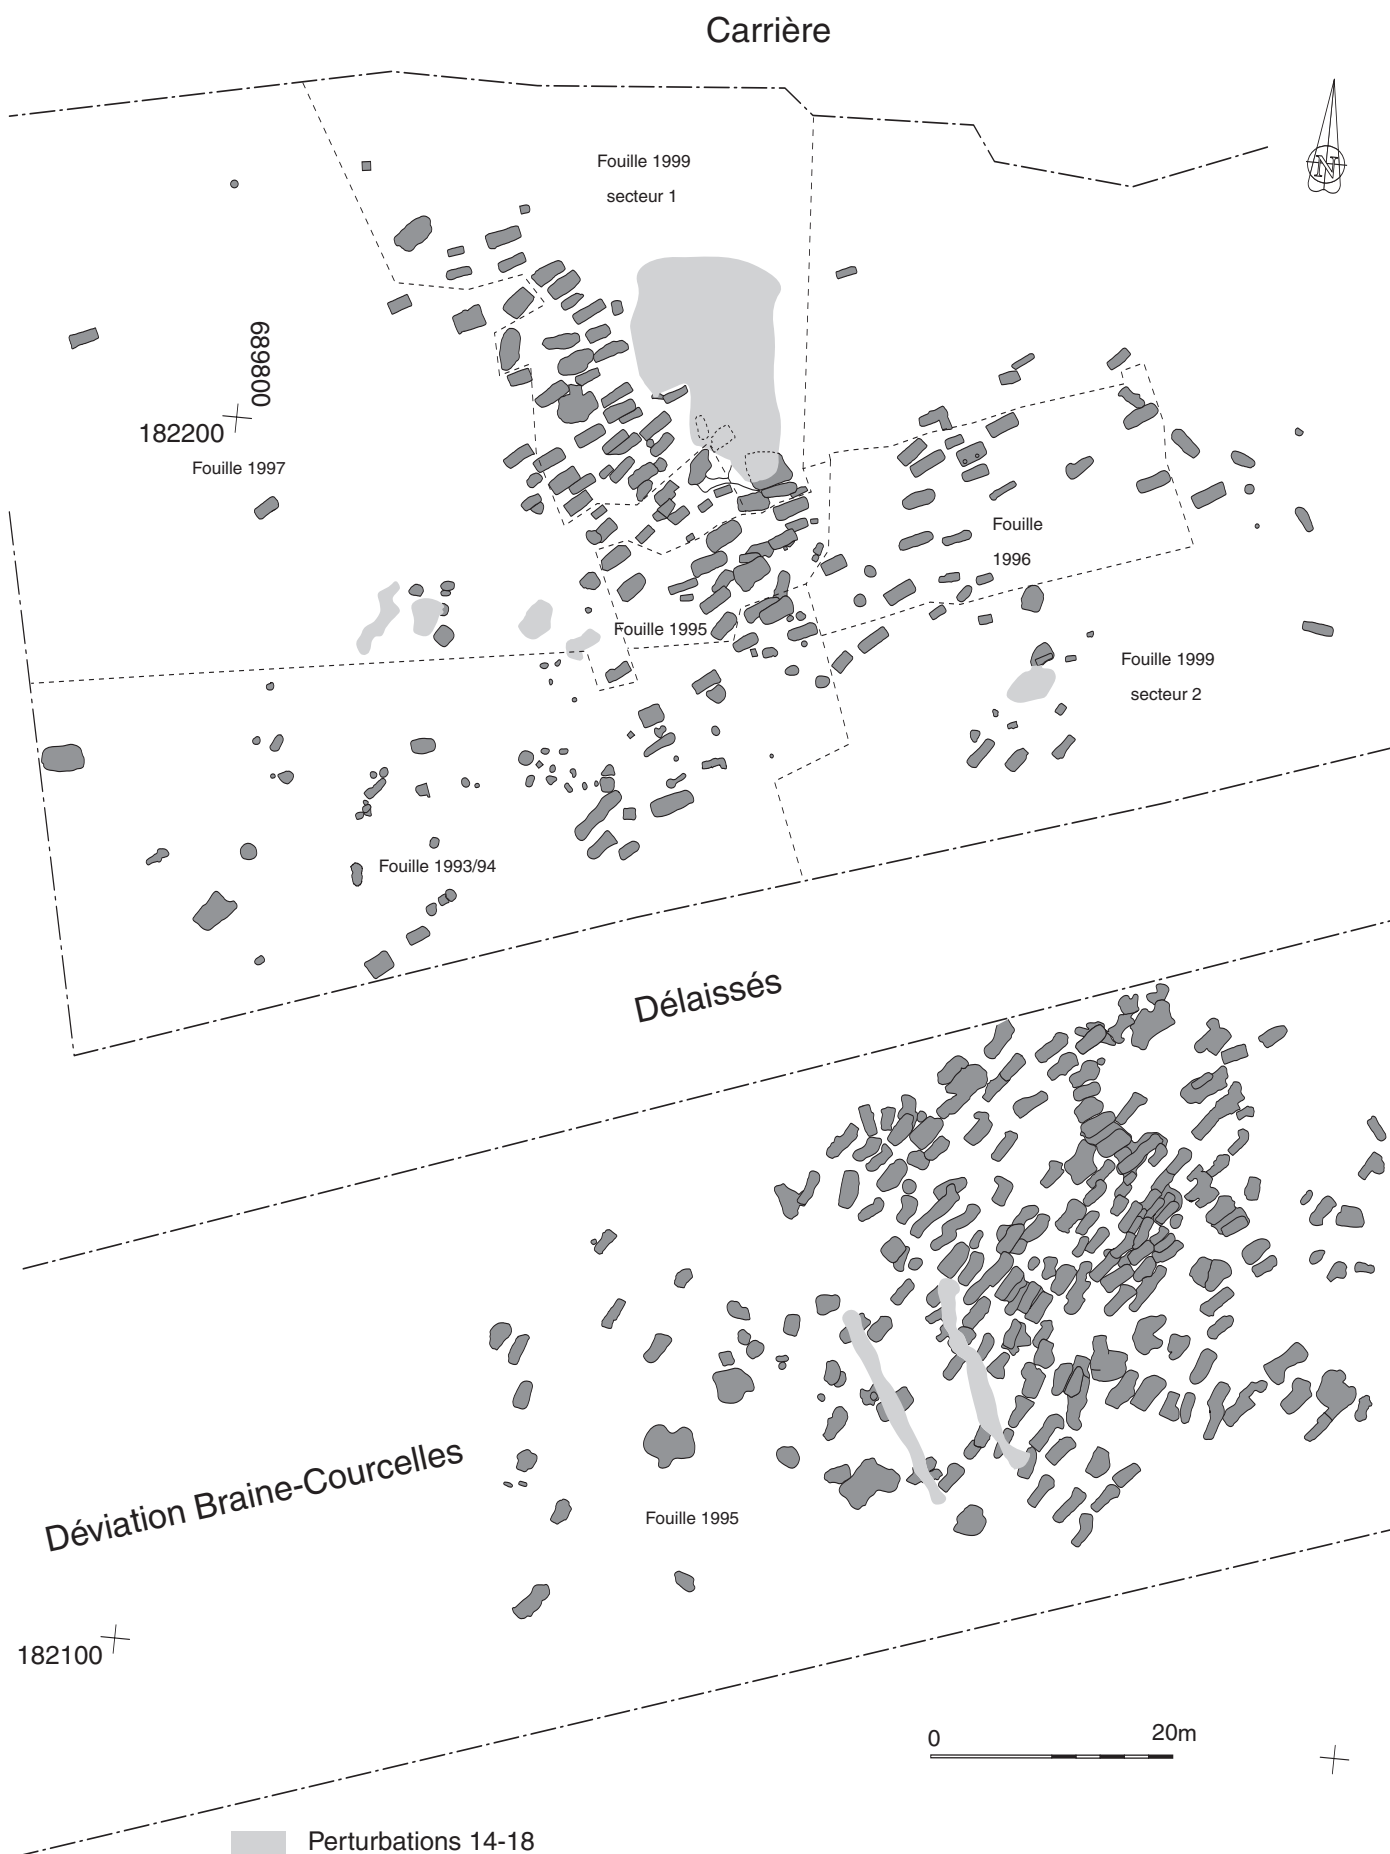 Carrière
N
Fouille 1999
secteur 1
689800
182200
Fouille 1997
Fouille
1996
Fouille 1995
Fouille 1999
secteur 2
Fouille 1993/94
Délaissés
Déviation Braine-Courcelles
Fouille 1995
182100
0 20m
Perturbations 14-18